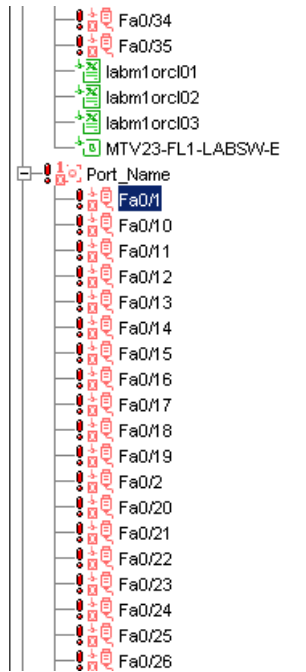 Fa0/34
Fa0/35
labm1orcl01
labm1orcl02
labm1orcl03
MTV23-FL1-LABSW-E
Port_Name
Fa0/1
Fa0/10
Fa0/11
Fa0/12
Fa0/13
Fa0/14
Fa0/15
Fa0/16
Fa0/17
Fa0/18
Fa0/19
Fa0/2
Fa0/20
Fa0/21
Fa0/22
Fa0/23
Fa0/24
Fa0/25
Fa0/26